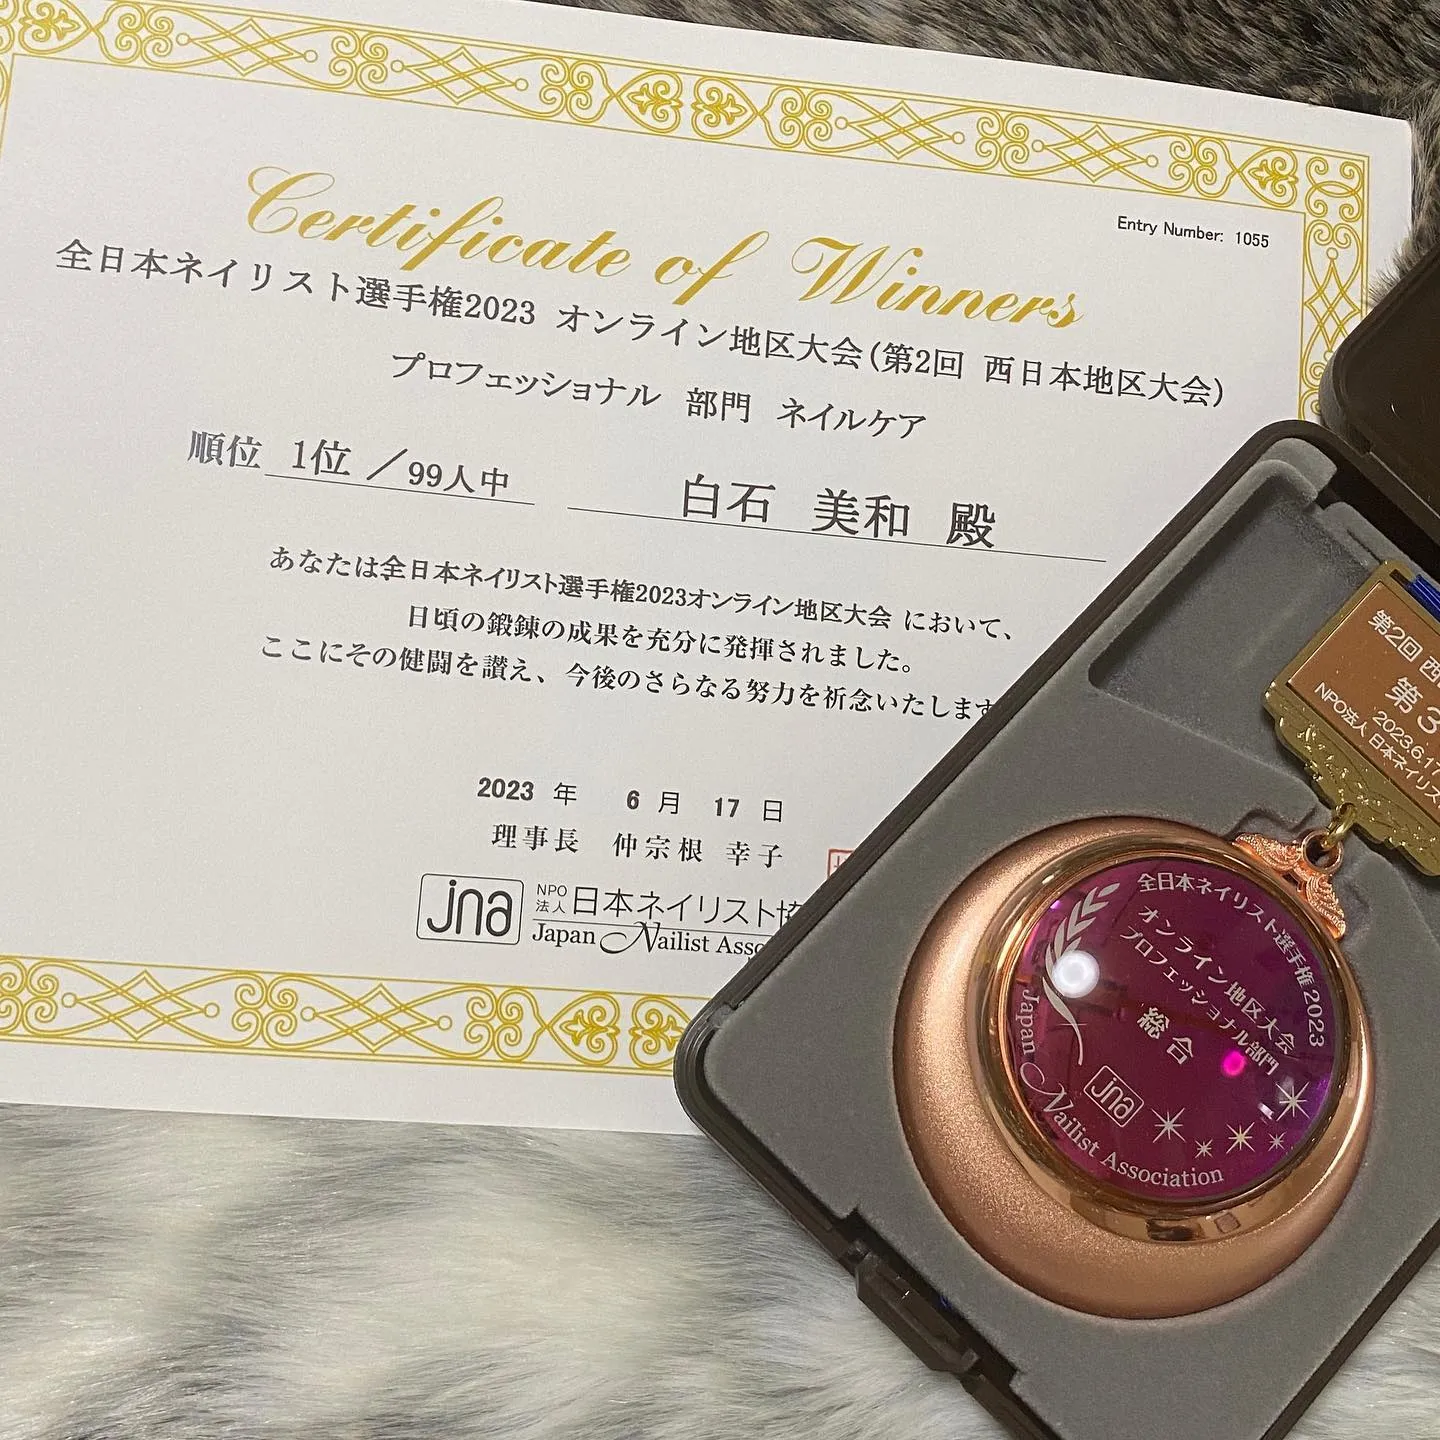 Certificate of Winners
Entry Number: 1055
全日本ネイリスト選手権2023 オンライン地区大会(第2回 西日本地区大会)
プロフェッショナル 部門 ネイルケア
順位 1位 ／99人中
白石 美和 殿
あなたは全日本ネイリスト選手権2023オンライン地区大会 において、
日頃の鍛錬の成果を充分に発揮されました。
ここにその健闘を讃え、今後のさらなる努力を祈念いたします
2023 年 6 月 17 日
理事長 仲宗根 幸子
jna
NPO法人 日本ネイリスト協
Japan Nailist Asso
第2回 西
第3
2023.6.17
NPO法人 日本ネイリス
全日本ネイリスト選手権2023
オンライン地区大会
プロフェッショナル部門
総合
jna
Japan Nailist Association